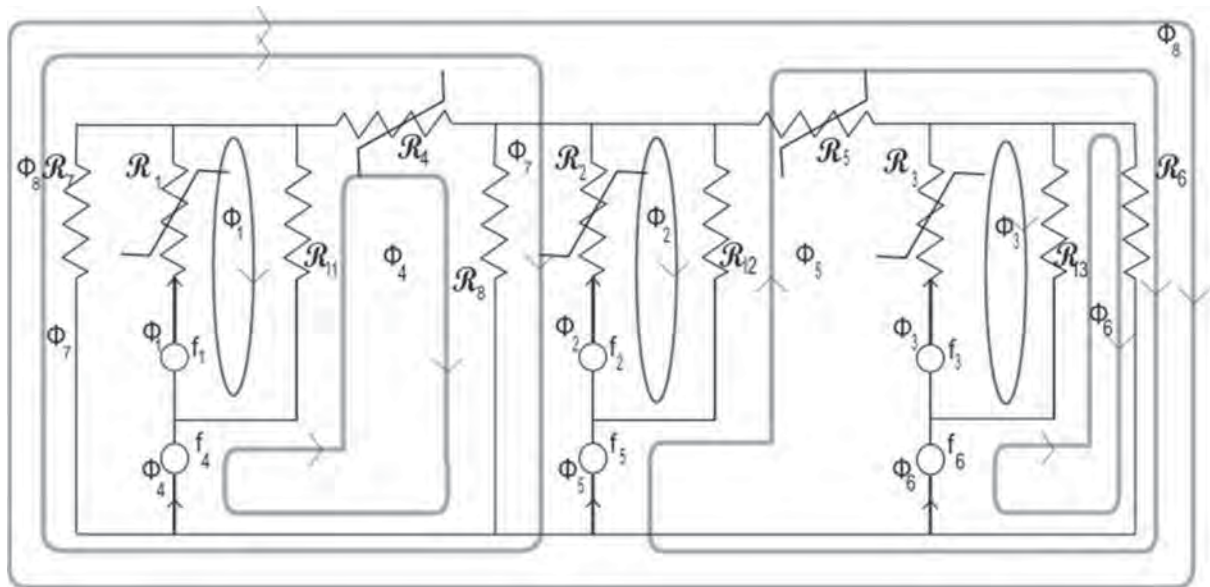 Φ8
Φ8 ℛ7 ℛ1 ℛ4 Φ7 ℛ2 ℛ5 ℛ3 ℛ6
Φ1 Φ2 Φ3
ℛ11 Φ4 ℛ8 ℛ12 Φ5 ℛ13
Φ7 Φ1 f1 Φ2 f2 Φ3 f3 Φ6
Φ4 f4 Φ5 f5 Φ6 f6